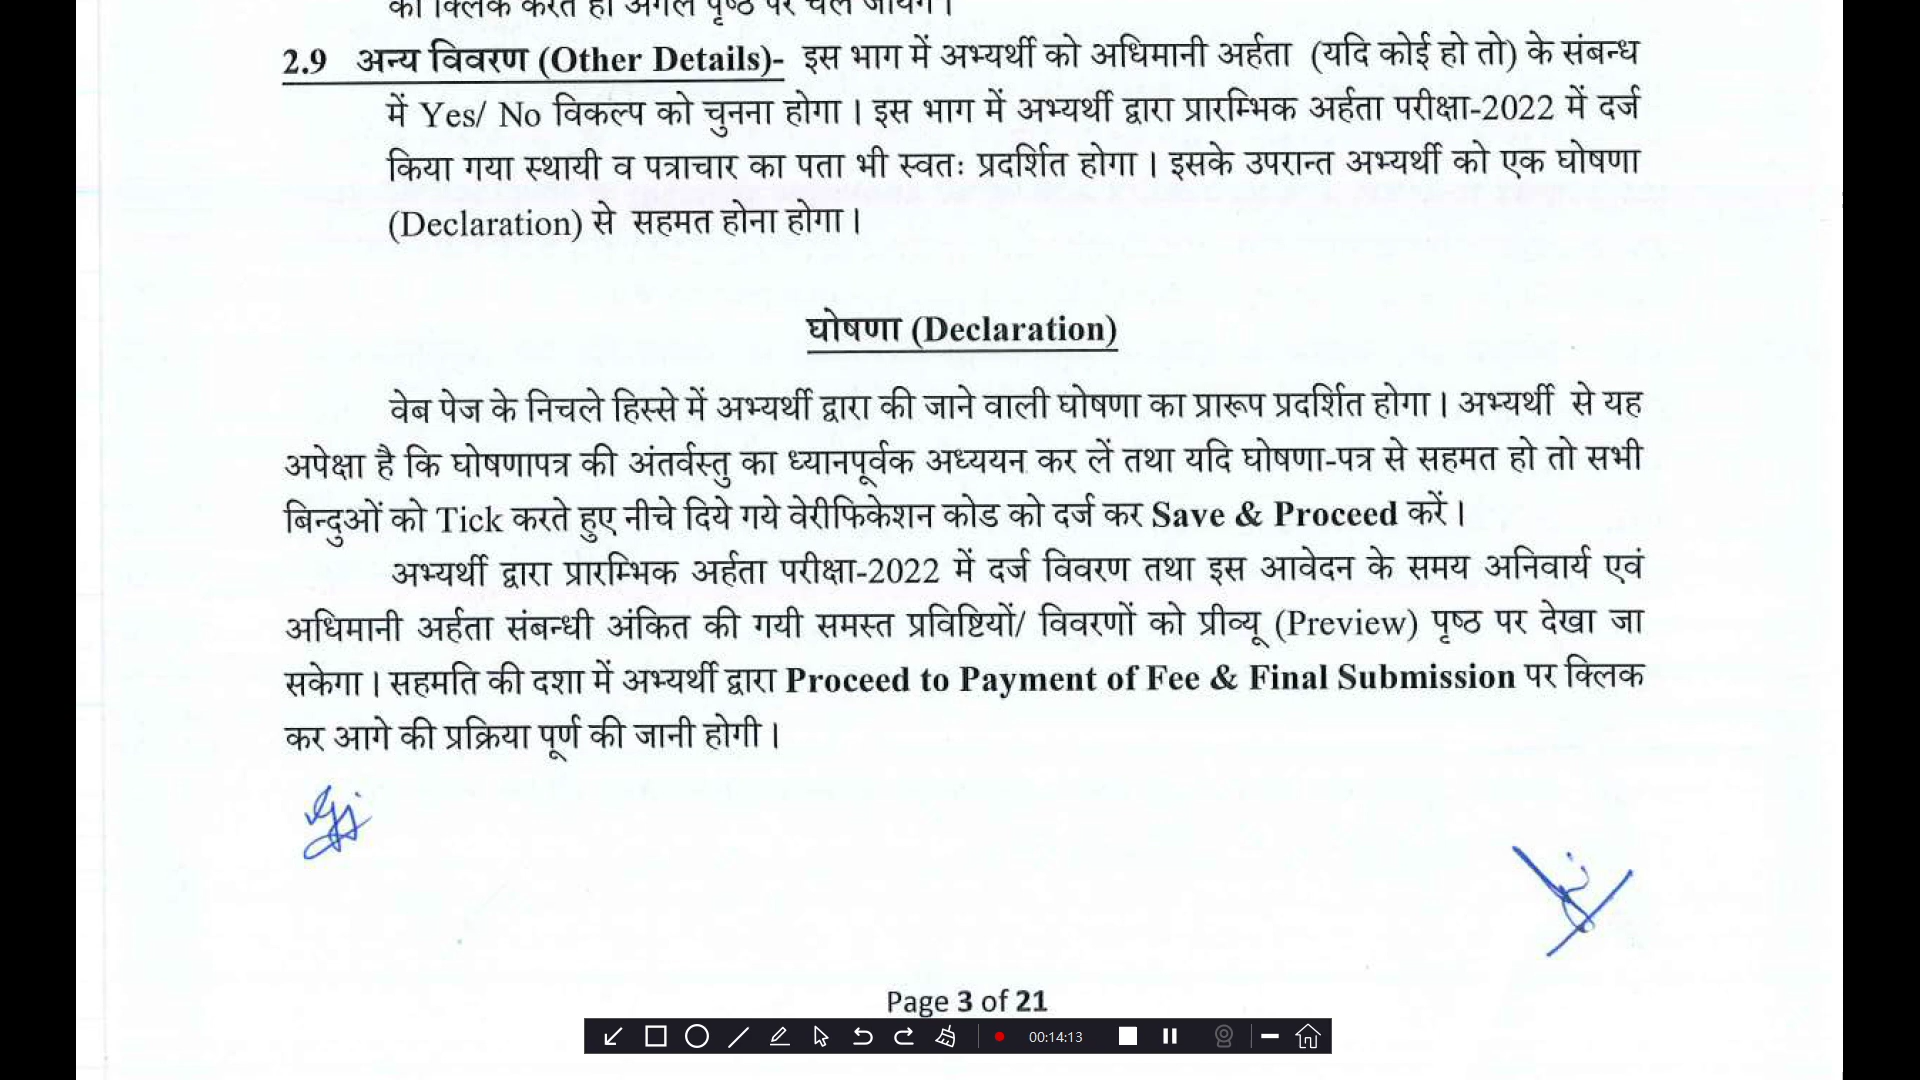 को क्लिक करते ही अगले पृष्ठ पर चले जायेंगे।
2.9 अन्य विवरण (Other Details)- इस भाग में अभ्यर्थी को अधिमानी अर्हता (यदि कोई हो तो) के संबन्ध
में Yes/ No विकल्प को चुनना होगा। इस भाग में अभ्यर्थी द्वारा प्रारम्भिक अर्हता परीक्षा-2022 में दर्ज
किया गया स्थायी व पत्राचार का पता भी स्वतः प्रदर्शित होगा। इसके उपरान्त अभ्यर्थी को एक घोषणा
(Declaration) से सहमत होना होगा।
घोषणा (Declaration)
वेब पेज के निचले हिस्से में अभ्यर्थी द्वारा की जाने वाली घोषणा का प्रारूप प्रदर्शित होगा। अभ्यर्थी से यह
अपेक्षा है कि घोषणापत्र की अंतर्वस्तु का ध्यानपूर्वक अध्ययन कर लें तथा यदि घोषणा-पत्र से सहमत हो तो सभी
बिन्दुओं को Tick करते हुए नीचे दिये गये वेरीफिकेशन कोड को दर्ज कर Save & Proceed करें।
अभ्यर्थी द्वारा प्रारम्भिक अर्हता परीक्षा-2022 में दर्ज विवरण तथा इस आवेदन के समय अनिवार्य एवं
अधिमानी अर्हता संबन्धी अंकित की गयी समस्त प्रविष्टियों/ विवरणों को प्रीव्यू (Preview) पृष्ठ पर देखा जा
सकेगा। सहमति की दशा में अभ्यर्थी द्वारा Proceed to Payment of Fee & Final Submission पर क्लिक
कर आगे की प्रक्रिया पूर्ण की जानी होगी।
Page 3 of 21
00:14:13